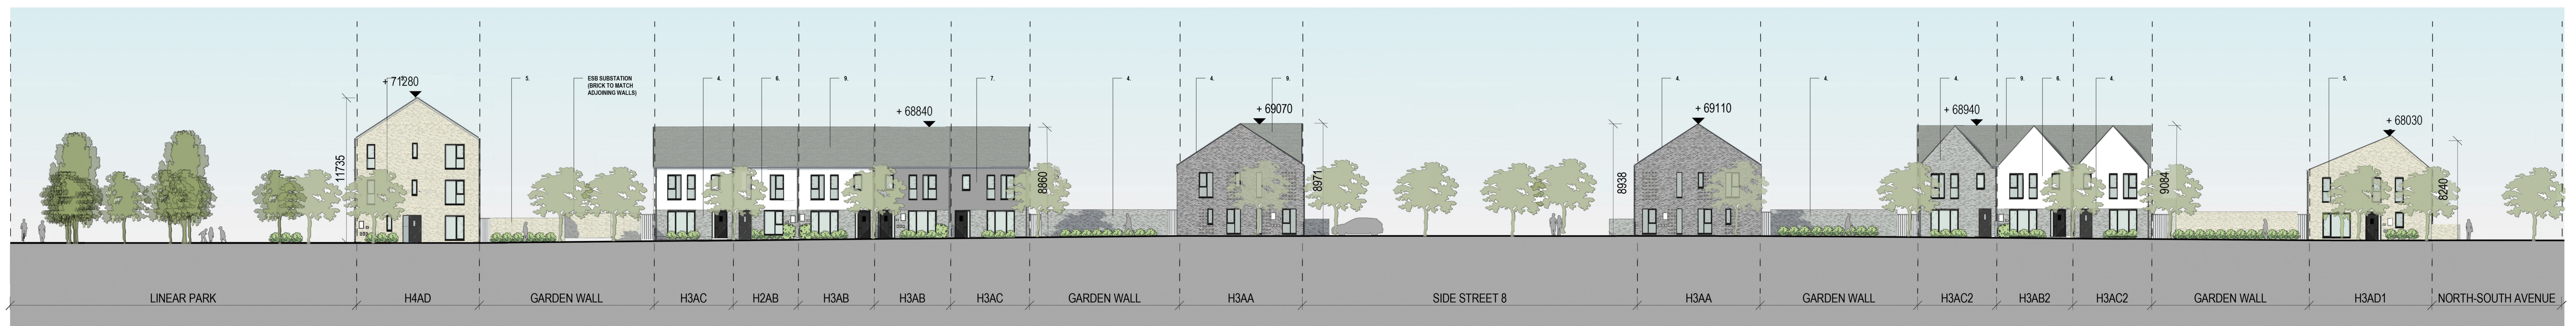 5.
ESB SUBSTATION
(BRICK TO MATCH
ADJOINING WALLS)
4.
6.
9.
7.
4.
4.
9.
4.
4.
4.
9.
6.
4.
5.
+ 71280
+ 68840
+ 69070
+ 69110
+ 68940
+ 68030
11735
8860
8971
8938
9084
8240
LINEAR PARK
H4AD
GARDEN WALL
H3AC
H2AB
H3AB
H3AB
H3AC
GARDEN WALL
H3AA
SIDE STREET 8
H3AA
GARDEN WALL
H3AC2
H3AB2
H3AC2
GARDEN WALL
H3AD1
NORTH-SOUTH AVENUE